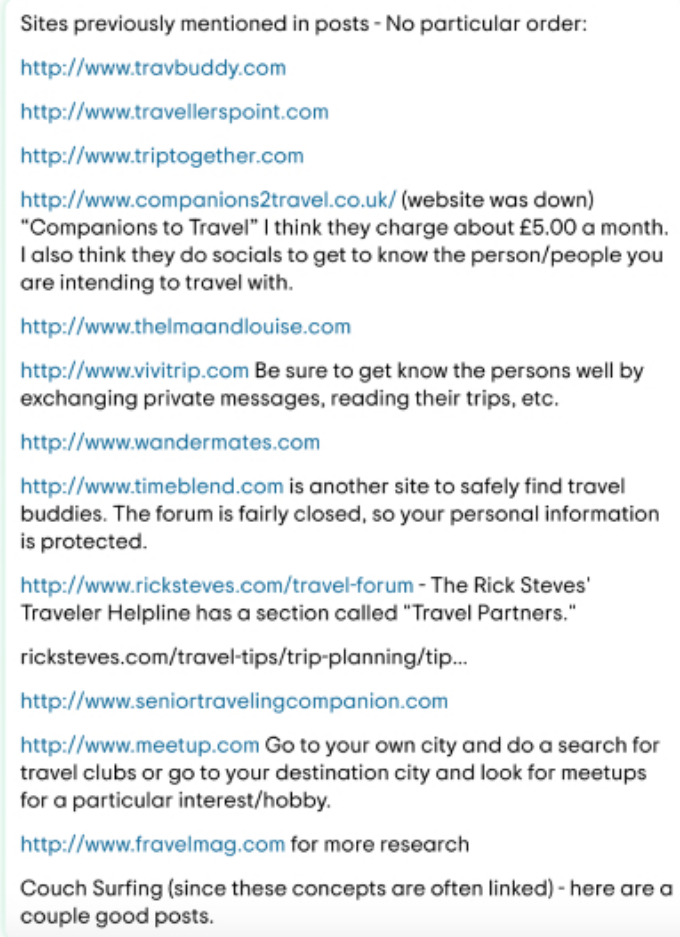 Sites previously mentioned in posts - No particular order:
http://www.travbuddy.com
http://www.travellerspoint.com
http://www.triptogether.com
http://www.companions2travel.co.uk/ (website was down)
“Companions to Travel” I think they charge about £5.00 a month.
I also think they do socials to get to know the person/people you
are intending to travel with.
http://www.thelmaandlouise.com
http://www.vivitrip.com Be sure to get know the persons well by
exchanging private messages, reading their trips, etc.
http://www.wandermates.com
http://www.timeblend.com is another site to safely find travel
buddies. The forum is fairly closed, so your personal information
is protected.
http://www.ricksteves.com/travel-forum - The Rick Steves'
Traveler Helpline has a section called "Travel Partners."
ricksteves.com/travel-tips/trip-planning/tip...
http://www.seniortravelingcompanion.com
http://www.meetup.com Go to your own city and do a search for
travel clubs or go to your destination city and look for meetups
for a particular interest/hobby.
http://www.fravelmag.com for more research
Couch Surfing (since these concepts are often linked) - here are a
couple good posts.